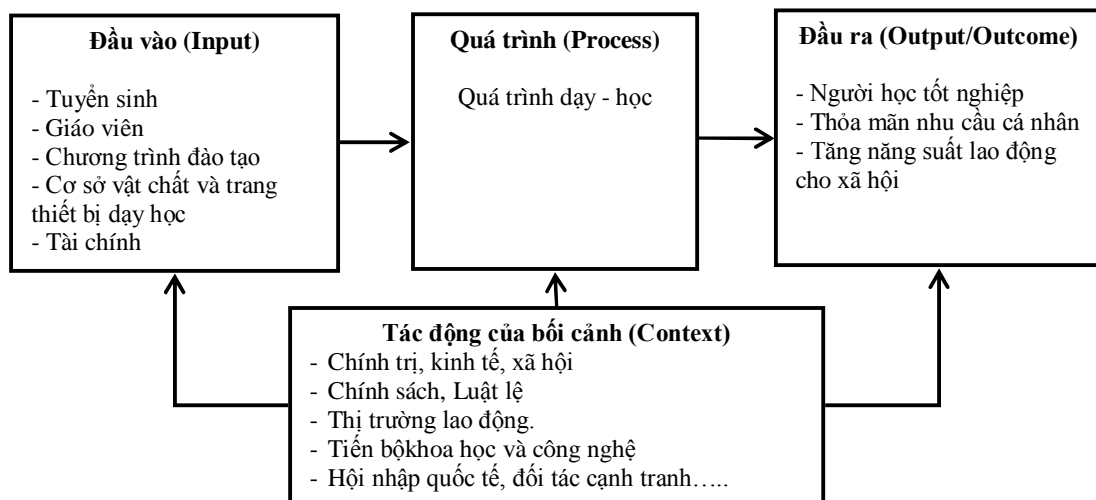 Đầu vào (Input)
- Tuyển sinh
- Giáo viên
- Chương trình đào tạo
- Cơ sở vật chất và trang
thiết bị dạy học
- Tài chính
Quá trình (Process)
Quá trình dạy - học
Đầu ra (Output/Outcome)
- Người học tốt nghiệp
- Thỏa mãn nhu cầu cá nhân
- Tăng năng suất lao động
cho xã hội
Tác động của bối cảnh (Context)
- Chính trị, kinh tế, xã hội
- Chính sách, Luật lệ
- Thị trường lao động.
- Tiến bộkhoa học và công nghệ
- Hội nhập quốc tế, đối tác cạnh tranh…..